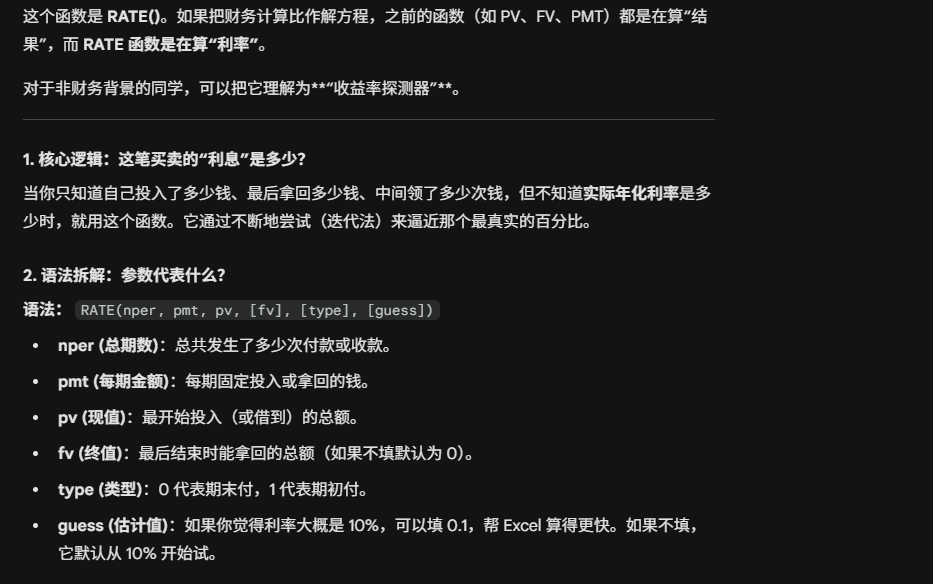 这个函数是 RATE()。如果把财务计算比作解方程，之前的函数（如 PV、FV、PMT）都是在算“结
果”，而 RATE 函数是在算“利率”。
对于非财务背景的同学，可以把它理解为**“收益率探测器”**。
1. 核心逻辑：这笔买卖的“利息”是多少？
当你只知道自己投入了多少钱、最后拿回多少钱、中间领了多少次钱，但不知道实际年化利率是多
少时，就用这个函数。它通过不断地尝试（迭代法）来逼近那个最真实的百分比。
2. 语法拆解：参数代表什么？
语法： RATE(nper, pmt, pv, [fv], [type], [guess])
• nper (总期数)：总共发生了多少次付款或收款。
• pmt (每期金额)：每期固定投入或拿回的钱。
• pv (现值)：最开始投入（或借到）的总额。
• fv (终值)：最后结束时能拿回的总额（如果不填默认为 0）。
• type (类型)：0 代表期末付，1 代表期初付。
• guess (估计值)：如果你觉得利率大概是 10%，可以填 0.1，帮 Excel 算得更快。如果不填，
它默认从 10% 开始试。